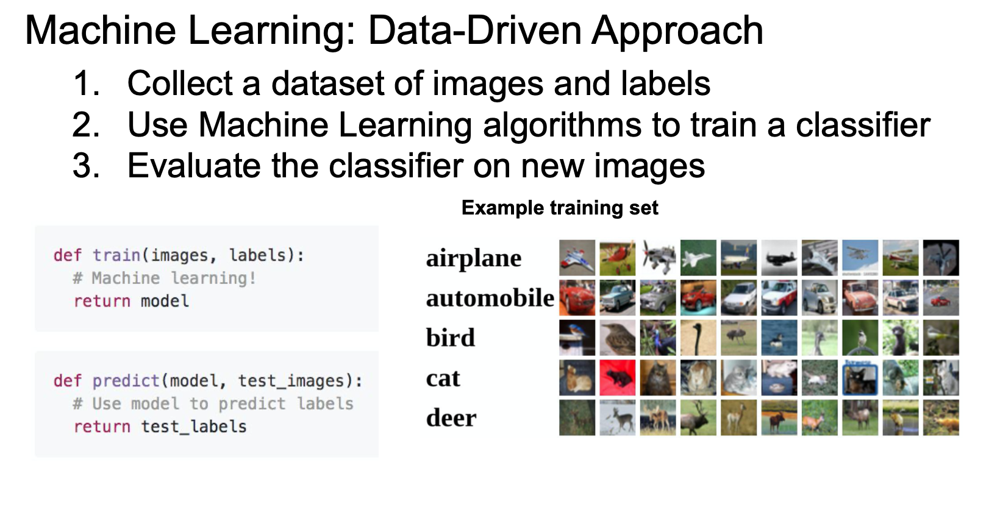 Machine Learning: Data-Driven Approach
1. Collect a dataset of images and labels
2. Use Machine Learning algorithms to train a classifier
3. Evaluate the classifier on new images
Example training set
def train(images, labels):
# Machine learning!
return model
def predict(model, test_images):
# Use model to predict labels
return test_labels
airplane
automobile
bird
cat
deer